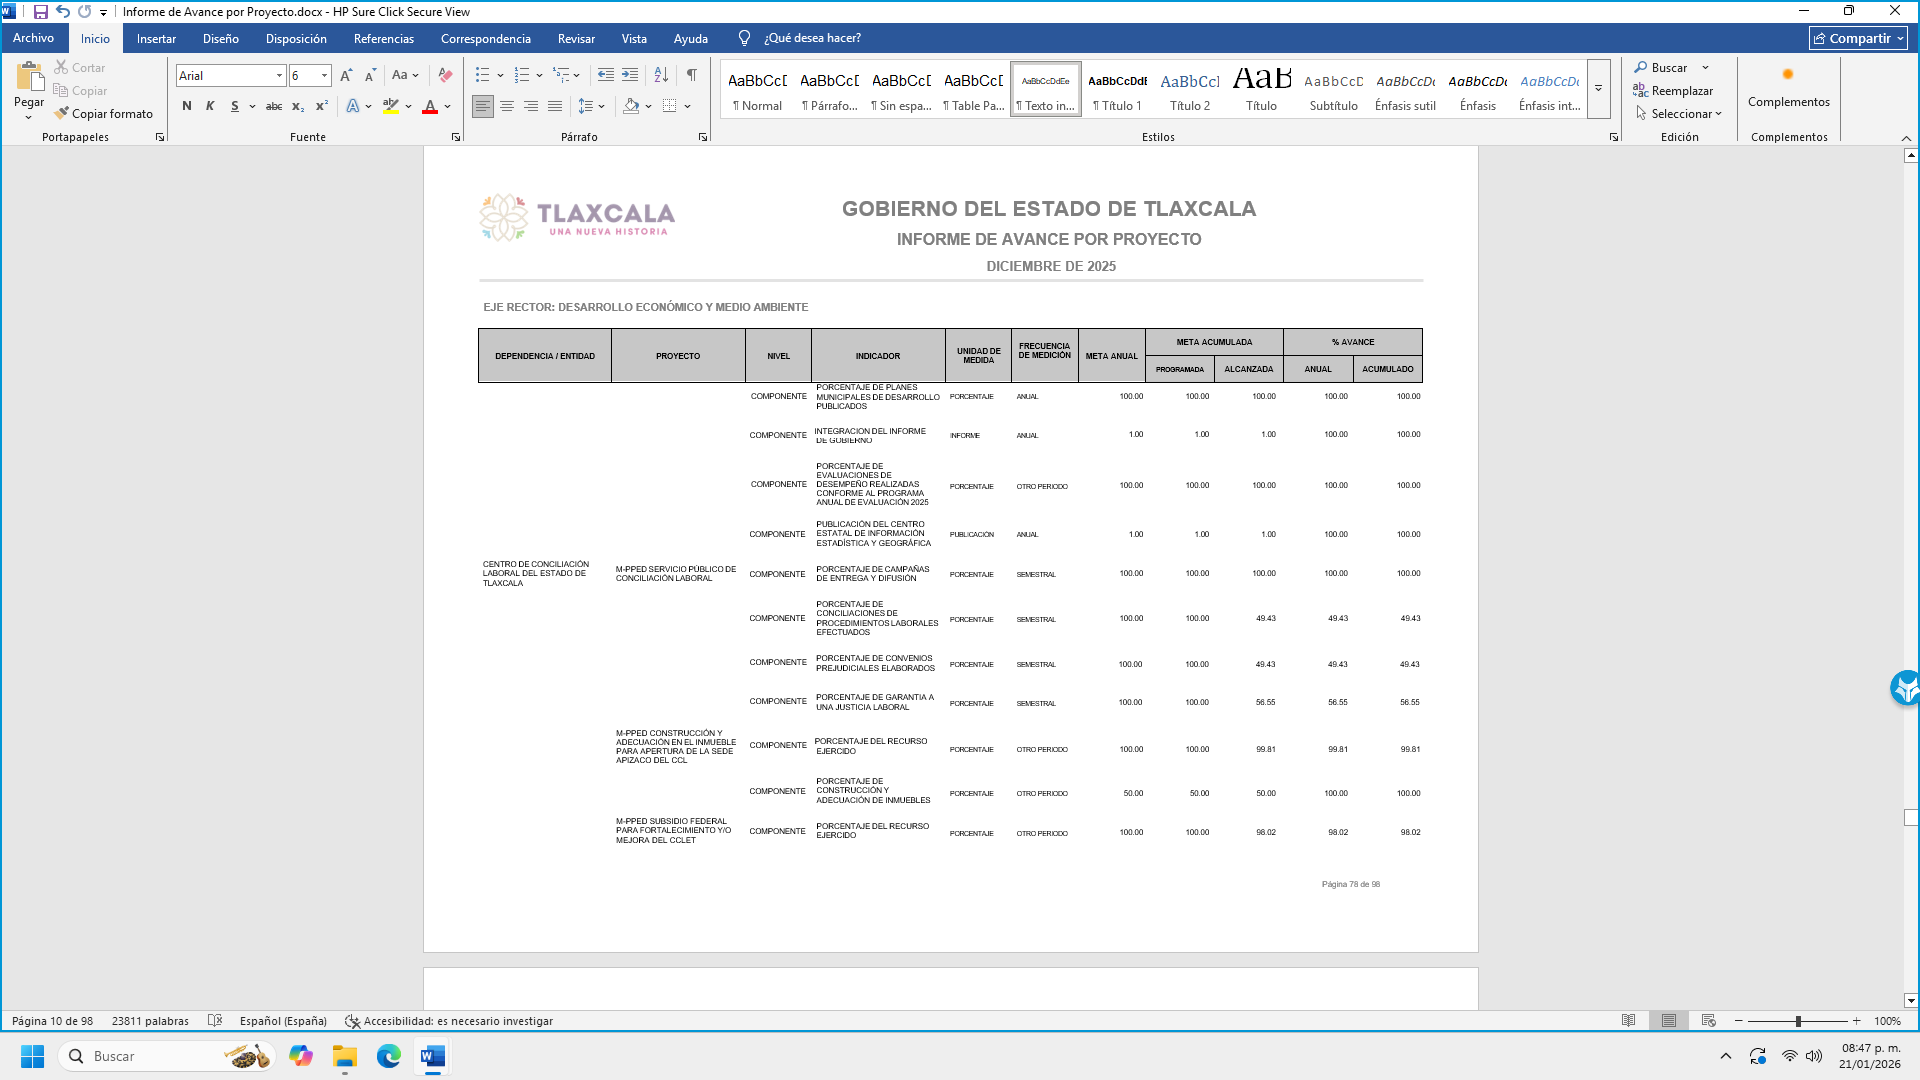 Informe de Avance por Proyecto.docx - HP Sure Click Secure View
Archivo Inicio Insertar Diseño Disposición Referencias Correspondencia Revisar Vista Ayuda ¿Qué desea hacer? Compartir
Pegar
Cortar
Copiar
Copiar formato
Portapapeles
Arial 6
Fuente
Párrafo
AaBbCcD AaBbCcD AaBbCcD AaBbCcD AaBbCcDdEe AaBbCcDdE AaBbCcI AaB AaBbCcD AaBbCcDc AaBbCcDc AaBbCcDc
¶ Normal ¶ Párrafo... ¶ Sin espa... ¶ Table Pa... ¶ Texto in... ¶ Título 1 Título 2 Título Subtítulo Énfasis sutil Énfasis Énfasis int...
Estilos
Buscar
Reemplazar
Seleccionar
Edición
Complementos
Complementos
TLAXCALA
UNA NUEVA HISTORIA
GOBIERNO DEL ESTADO DE TLAXCALA
INFORME DE AVANCE POR PROYECTO
DICIEMBRE DE 2025
EJE RECTOR: DESARROLLO ECONÓMICO Y MEDIO AMBIENTE
DEPENDENCIA / ENTIDAD PROYECTO NIVEL INDICADOR UNIDAD DE MEDIDA FRECUENCIA DE MEDICIÓN META ANUAL META ACUMULADA % AVANCE
PROGRAMADA ALCANZADA ANUAL ACUMULADO
COMPONENTE PORCENTAJE DE PLANES MUNICIPALES DE DESARROLLO PUBLICADOS PORCENTAJE ANUAL 100.00 100.00 100.00 100.00 100.00
COMPONENTE INTEGRACION DEL INFORME DE GOBIERNO INFORME ANUAL 1.00 1.00 1.00 100.00 100.00
COMPONENTE PORCENTAJE DE EVALUACIONES DE DESEMPEÑO REALIZADAS CONFORME AL PROGRAMA ANUAL DE EVALUACIÓN 2025 PORCENTAJE OTRO PERIODO 100.00 100.00 100.00 100.00 100.00
COMPONENTE PUBLICACIÓN DEL CENTRO ESTATAL DE INFORMACIÓN ESTADÍSTICA Y GEOGRÁFICA PUBLICACIÓN ANUAL 1.00 1.00 1.00 100.00 100.00
CENTRO DE CONCILIACIÓN LABORAL DEL ESTADO DE TLAXCALA M-PPED SERVICIO PÚBLICO DE CONCILIACIÓN LABORAL COMPONENTE PORCENTAJE DE CAMPAÑAS DE ENTREGA Y DIFUSIÓN PORCENTAJE SEMESTRAL 100.00 100.00 100.00 100.00 100.00
COMPONENTE PORCENTAJE DE CONCILIACIONES DE PROCEDIMIENTOS LABORALES EFECTUADOS PORCENTAJE SEMESTRAL 100.00 100.00 49.43 49.43 49.43
COMPONENTE PORCENTAJE DE CONVENIOS PREJUDICIALES ELABORADOS PORCENTAJE SEMESTRAL 100.00 100.00 49.43 49.43 49.43
COMPONENTE PORCENTAJE DE GARANTIA A UNA JUSTICIA LABORAL PORCENTAJE SEMESTRAL 100.00 100.00 56.55 56.55 56.55
M-PPED CONSTRUCCIÓN Y ADECUACIÓN EN EL INMUEBLE PARA APERTURA DE LA SEDE APIZACO DEL CCL COMPONENTE PORCENTAJE DEL RECURSO EJERCIDO PORCENTAJE OTRO PERIODO 100.00 100.00 99.81 99.81 99.81
COMPONENTE PORCENTAJE DE CONSTRUCCIÓN Y ADECUACIÓN DE INMUEBLES PORCENTAJE OTRO PERIODO 50.00 50.00 50.00 100.00 100.00
M-PPED SUBSIDIO FEDERAL PARA FORTALECIMIENTO Y/O MEJORA DEL CCLET COMPONENTE PORCENTAJE DEL RECURSO EJERCIDO PORCENTAJE OTRO PERIODO 100.00 100.00 98.02 98.02 98.02
Página 78 de 98
Página 10 de 98 23811 palabras Español (España) Accesibilidad: es necesario investigar 100%
Buscar
08:47 p. m.
21/01/2026